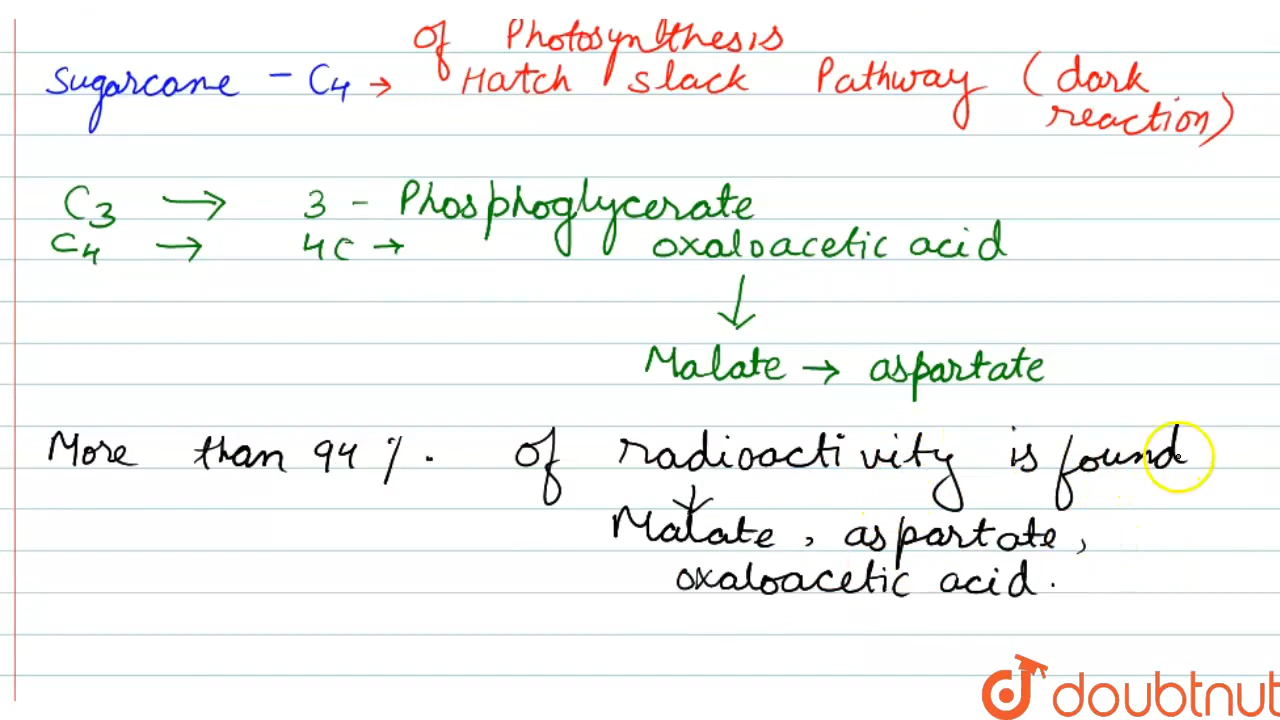 of Photosynthesis
Sugarcane - C4 → Hatch slack Pathway (dark
reaction)
C3 → 3 - Phosphoglycerate
C4 → 4C → oxaloacetic acid
↓
Malate → aspartate
More than 94 %. of radioactivity is found
↓
Malate, aspartate,
oxaloacetic acid.
doubtnut